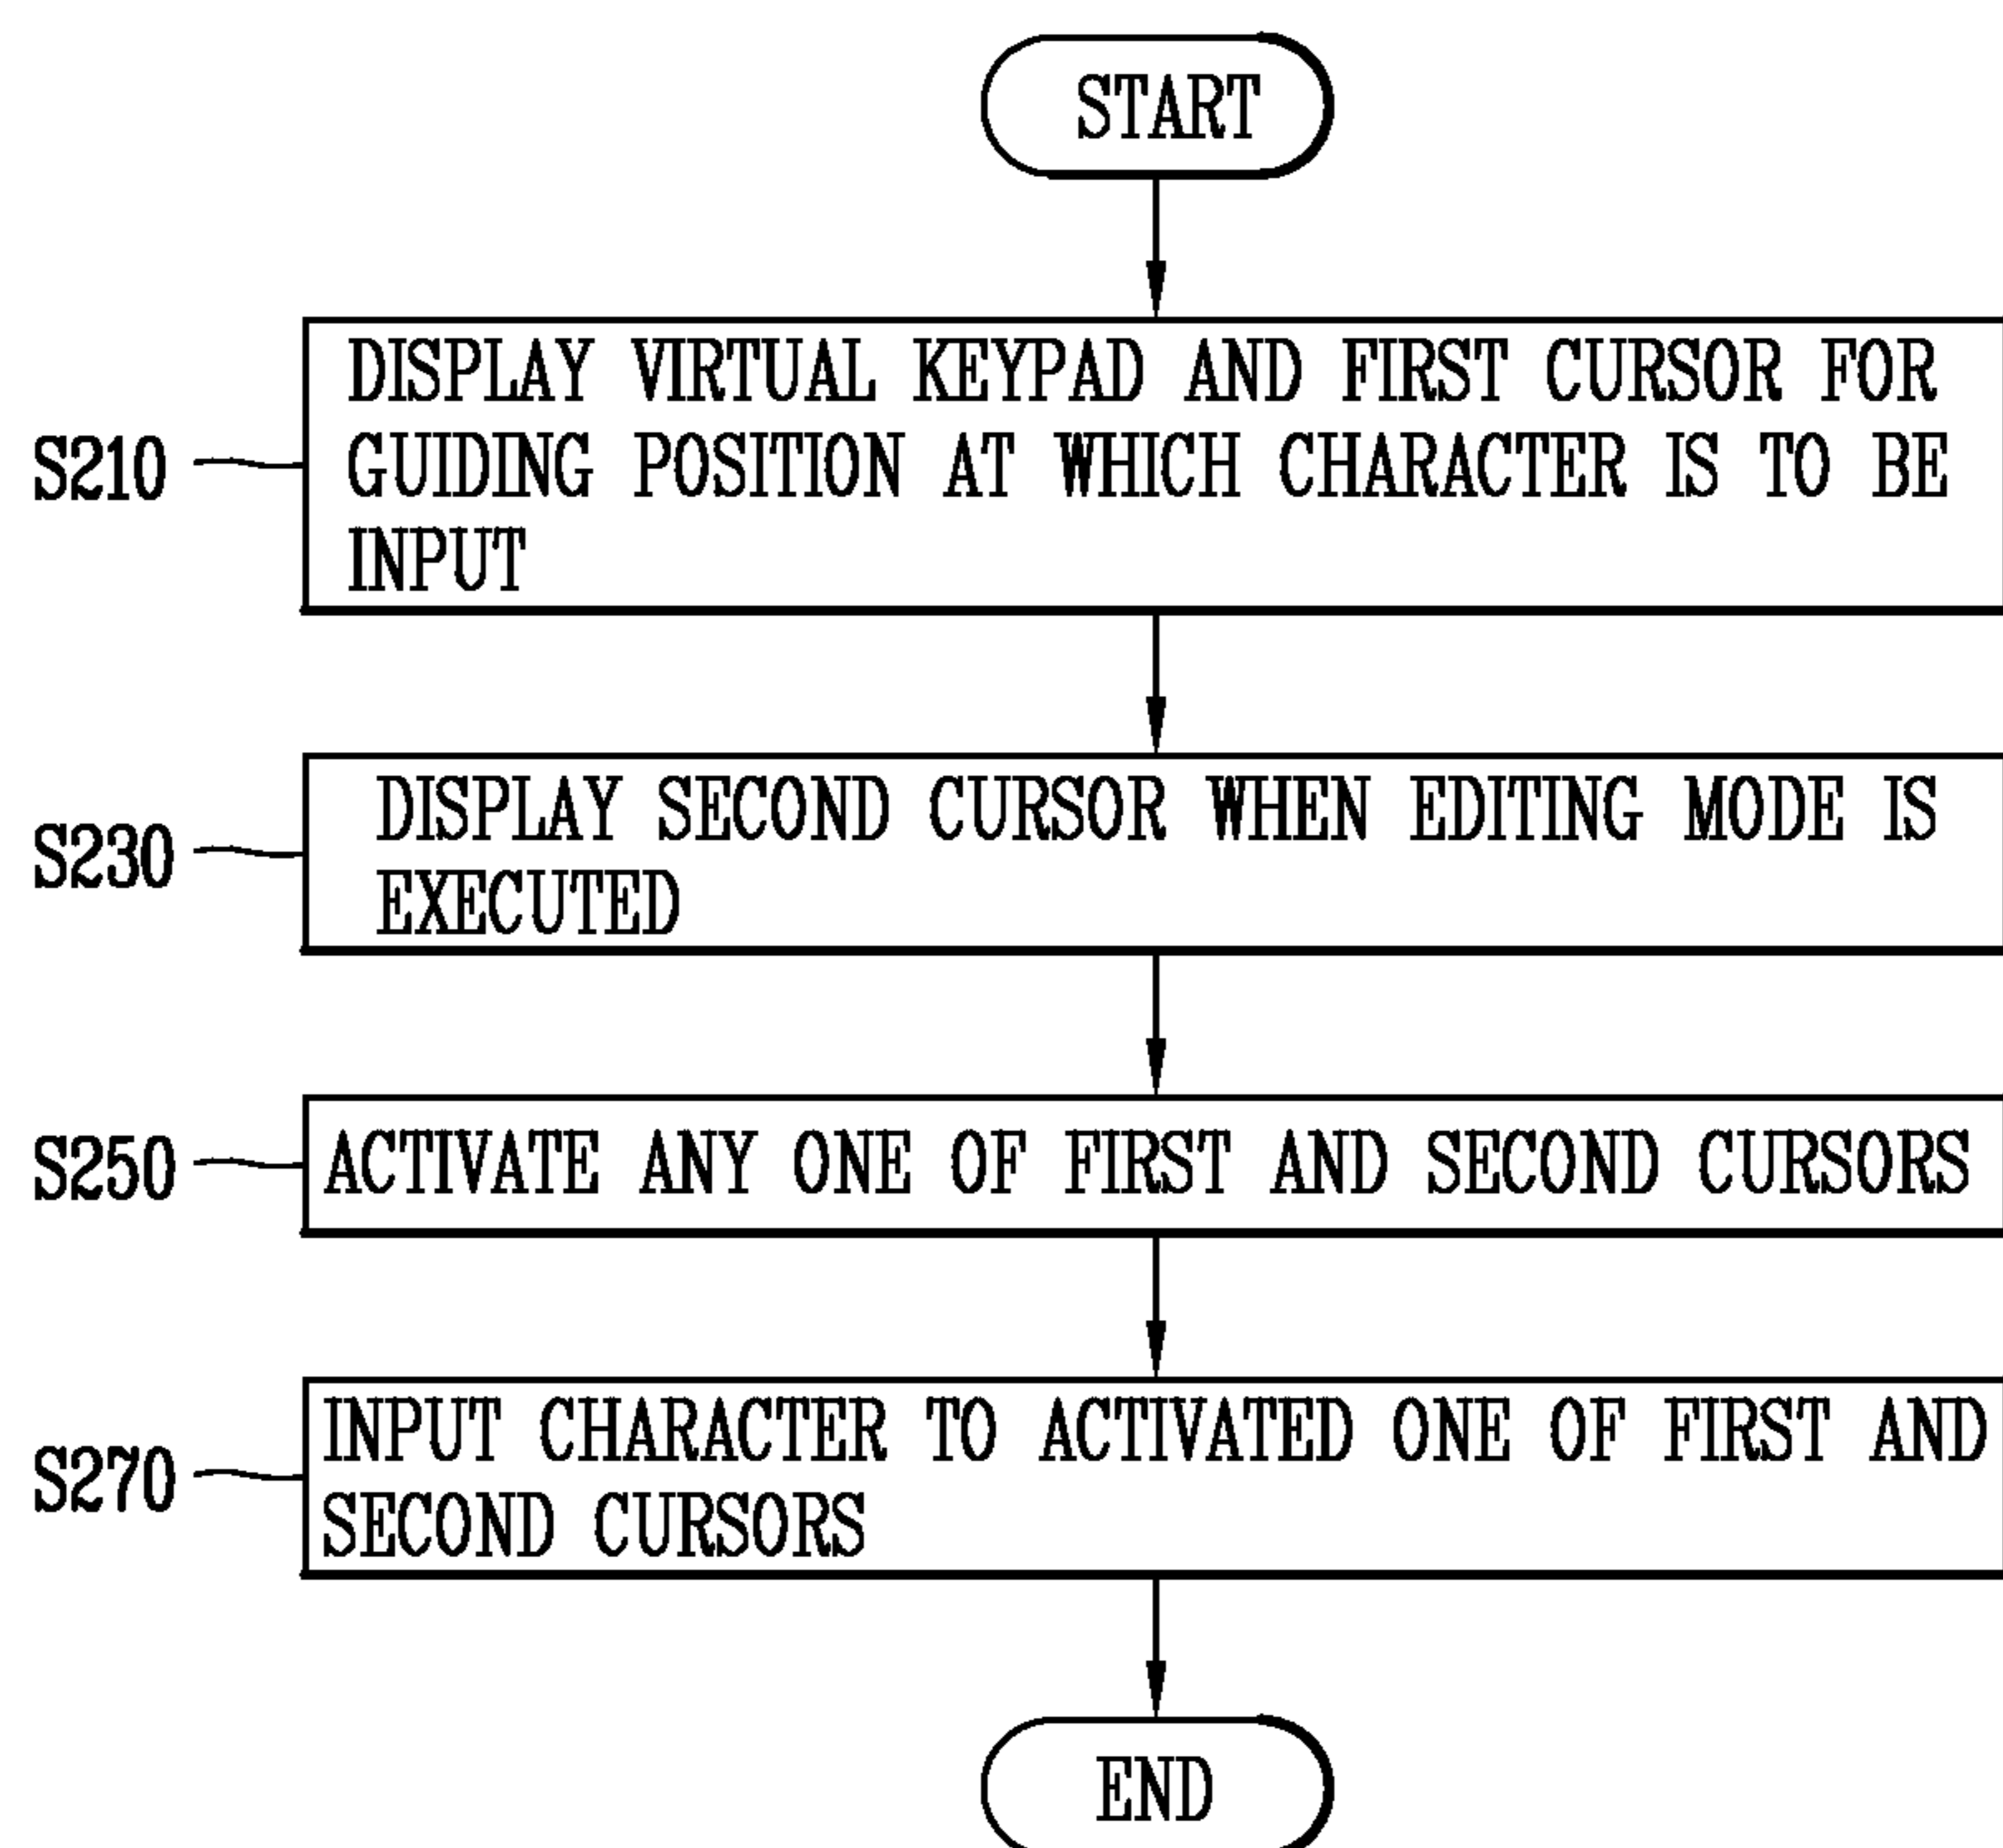 START
DISPLAY VIRTUAL KEYPAD AND FIRST CURSOR FOR
GUIDING POSITION AT WHICH CHARACTER IS TO BE
INPUT
S210
DISPLAY SECOND CURSOR WHEN EDITING MODE IS
EXECUTED
S230
ACTIVATE ANY ONE OF FIRST AND SECOND CURSORS
S250
INPUT CHARACTER TO ACTIVATED ONE OF FIRST AND
SECOND CURSORS
S270
END